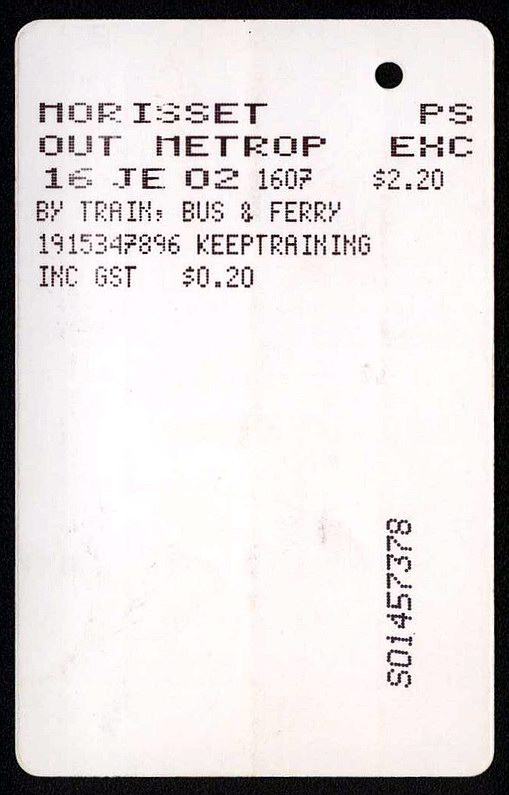 MORISSET PS
OUT METROP EXC
16 JE 02 1607 $2.20
BY TRAIN, BUS & FERRY
1915347896 KEEPTRAINING
INC GST $0.20
S01457378